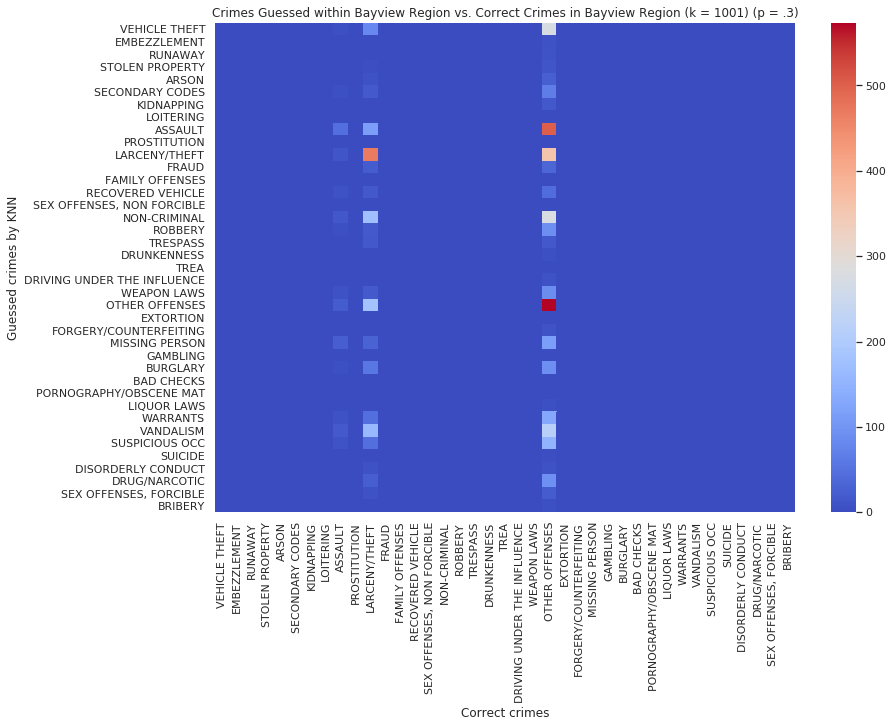 Crimes Guessed within Bayview Region vs. Correct Crimes in Bayview Region (k = 1001) (p = .3)
Guessed crimes by KNN
VEHICLE THEFT
EMBEZZLEMENT
RUNAWAY
STOLEN PROPERTY
ARSON
SECONDARY CODES
KIDNAPPING
LOITERING
ASSAULT
PROSTITUTION
LARCENY/THEFT
FRAUD
FAMILY OFFENSES
RECOVERED VEHICLE
SEX OFFENSES, NON FORCIBLE
NON-CRIMINAL
ROBBERY
TRESPASS
DRUNKENNESS
TREA
DRIVING UNDER THE INFLUENCE
WEAPON LAWS
OTHER OFFENSES
EXTORTION
FORGERY/COUNTERFEITING
MISSING PERSON
GAMBLING
BURGLARY
BAD CHECKS
PORNOGRAPHY/OBSCENE MAT
LIQUOR LAWS
WARRANTS
VANDALISM
SUSPICIOUS OCC
SUICIDE
DISORDERLY CONDUCT
DRUG/NARCOTIC
SEX OFFENSES, FORCIBLE
BRIBERY
VEHICLE THEFT
EMBEZZLEMENT
RUNAWAY
STOLEN PROPERTY
ARSON
SECONDARY CODES
KIDNAPPING
LOITERING
ASSAULT
PROSTITUTION
LARCENY/THEFT
FRAUD
FAMILY OFFENSES
RECOVERED VEHICLE
SEX OFFENSES, NON FORCIBLE
NON-CRIMINAL
ROBBERY
TRESPASS
DRUNKENNESS
TREA
DRIVING UNDER THE INFLUENCE
WEAPON LAWS
OTHER OFFENSES
EXTORTION
FORGERY/COUNTERFEITING
MISSING PERSON
GAMBLING
BURGLARY
BAD CHECKS
PORNOGRAPHY/OBSCENE MAT
LIQUOR LAWS
WARRANTS
VANDALISM
SUSPICIOUS OCC
SUICIDE
DISORDERLY CONDUCT
DRUG/NARCOTIC
SEX OFFENSES, FORCIBLE
BRIBERY
Correct crimes
500
400
300
200
100
0